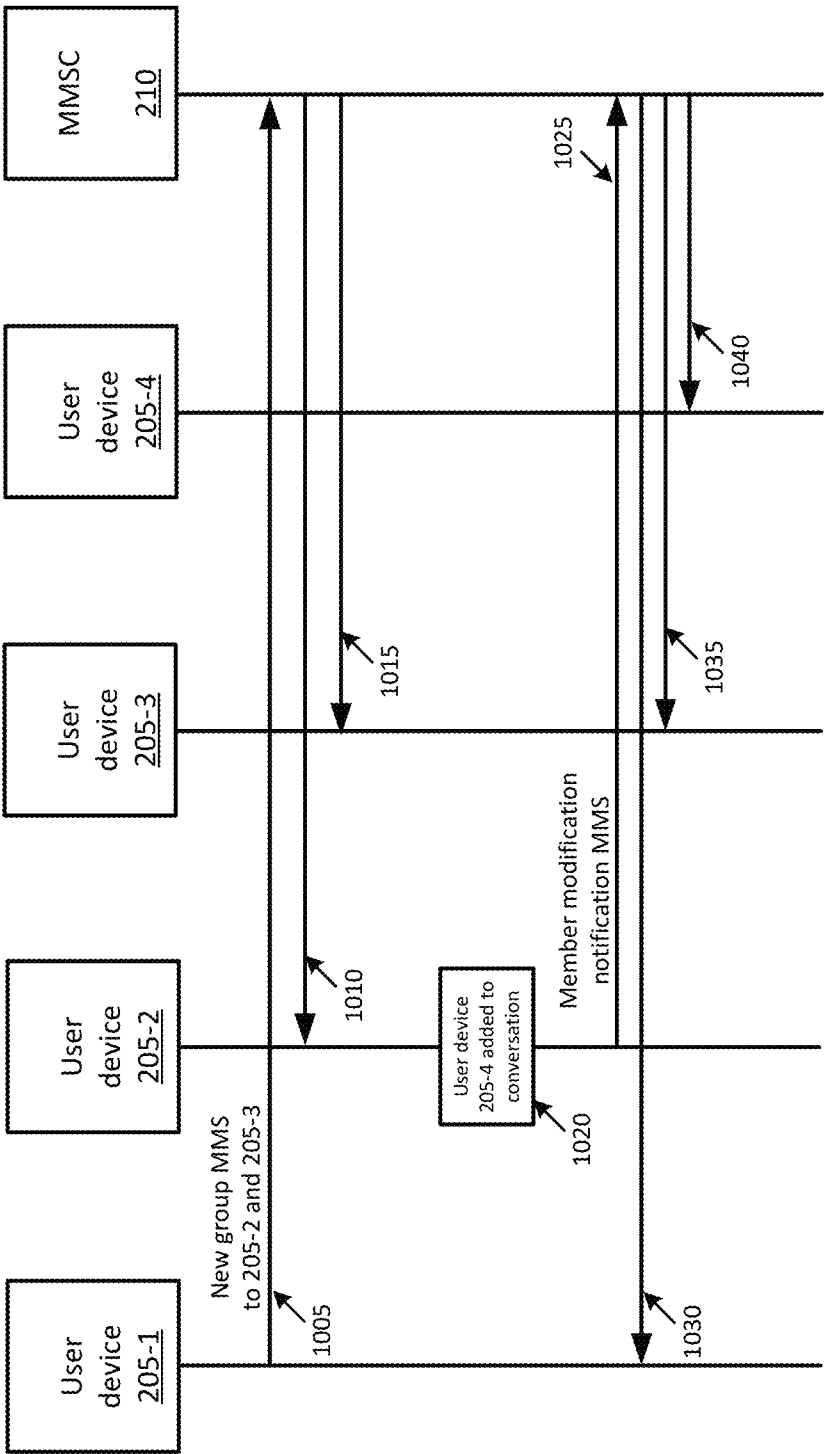 User
device
205-1
User
device
205-2
User
device
205-3
User
device
205-4
MMSC
210
New group MMS
to 205-2 and 205-3
1005
1010
1015
User device
205-4 added to
conversation
1020
Member modification
notification MMS
1025
1030
1035
1040